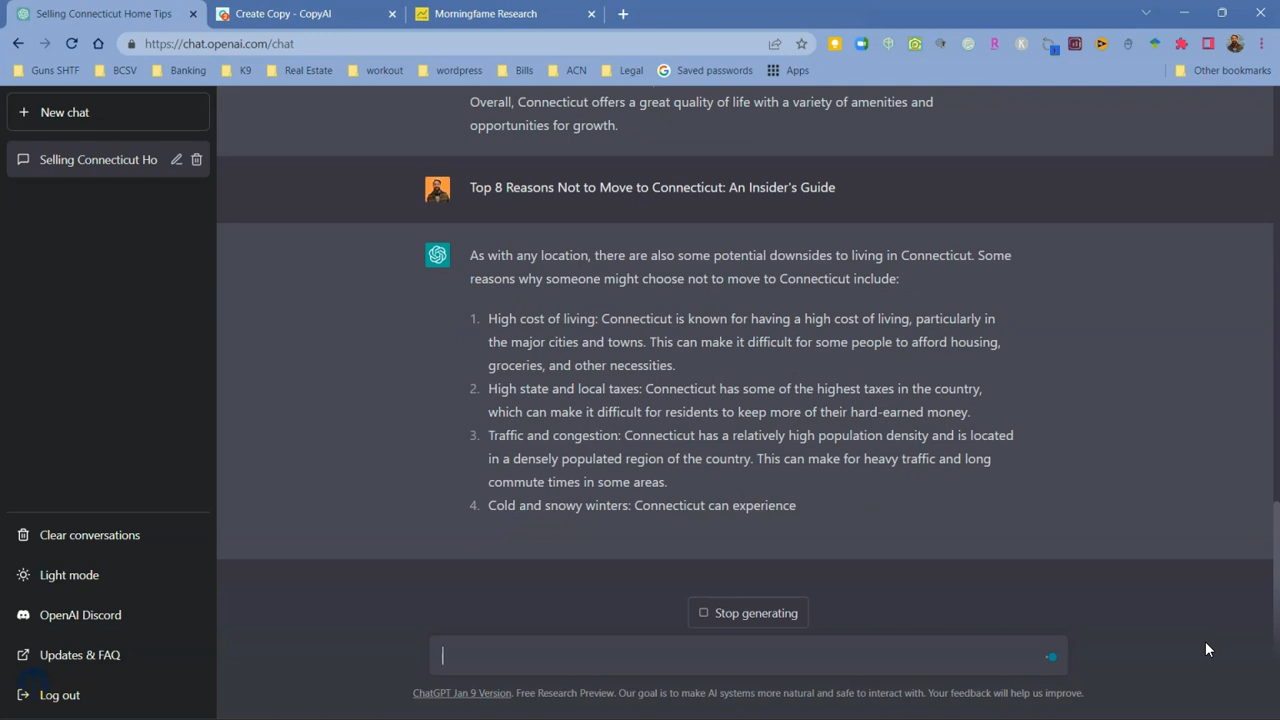 Selling Connecticut Home Tips
Create Copy - CopyAI
Morningfame Research
https://chat.openai.com/chat
Guns SHTF
BCSV
Banking
K9
Real Estate
workout
wordpress
Bills
ACN
Legal
Saved passwords
Apps
Other bookmarks
New chat
Selling Connecticut Ho
Overall, Connecticut offers a great quality of life with a variety of amenities and
opportunities for growth.
Top 8 Reasons Not to Move to Connecticut: An Insider's Guide
As with any location, there are also some potential downsides to living in Connecticut. Some
reasons why someone might choose not to move to Connecticut include:
1. High cost of living: Connecticut is known for having a high cost of living, particularly in
the major cities and towns. This can make it difficult for some people to afford housing,
groceries, and other necessities.
2. High state and local taxes: Connecticut has some of the highest taxes in the country,
which can make it difficult for residents to keep more of their hard-earned money.
3. Traffic and congestion: Connecticut has a relatively high population density and is located
in a densely populated region of the country. This can make for heavy traffic and long
commute times in some areas.
4. Cold and snowy winters: Connecticut can experience
Clear conversations
Light mode
OpenAI Discord
Updates & FAQ
Log out
Stop generating
ChatGPT Jan 9 Version. Free Research Preview. Our goal is to make AI systems more natural and safe to interact with. Your feedback will help us improve.